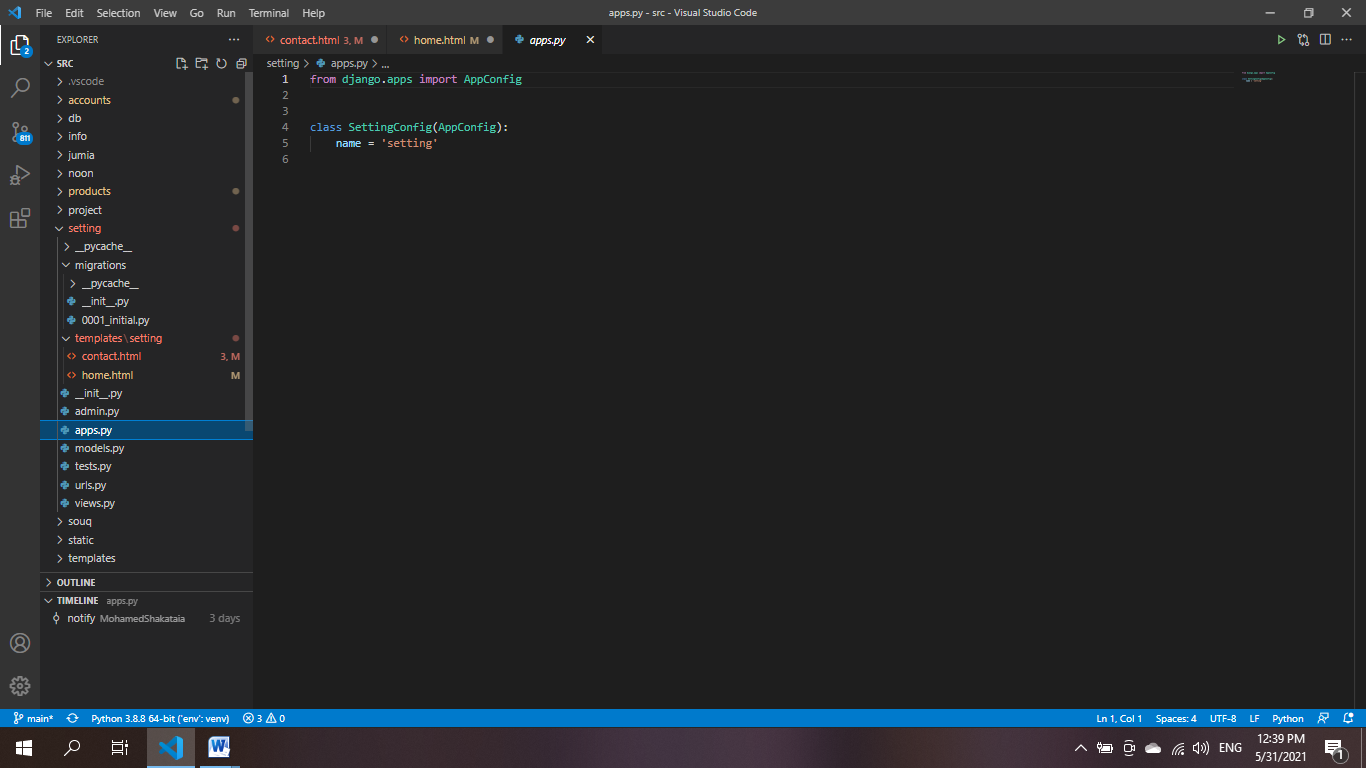 File Edit Selection View Go Run Terminal Help
apps.py - src - Visual Studio Code
2
811
EXPLORER
SRC
.vscode
accounts
db
info
jumia
noon
products
project
setting
__pycache__
migrations
__pycache__
__init__.py
0001_initial.py
templates\setting
contact.html 3, M
home.html M
__init__.py
admin.py
apps.py
models.py
tests.py
urls.py
views.py
souq
static
templates
OUTLINE
TIMELINE apps.py
notify MohamedShakataia 3 days
contact.html 3, M
home.html M
apps.py
setting > apps.py > ...
1 from django.apps import AppConfig
2
3
4 class SettingConfig(AppConfig):
5 name = 'setting'
6
main* Python 3.8.8 64-bit ('env': venv) 3 0
Ln 1, Col 1 Spaces: 4 UTF-8 LF Python
W
ENG
12:39 PM
5/31/2021
1